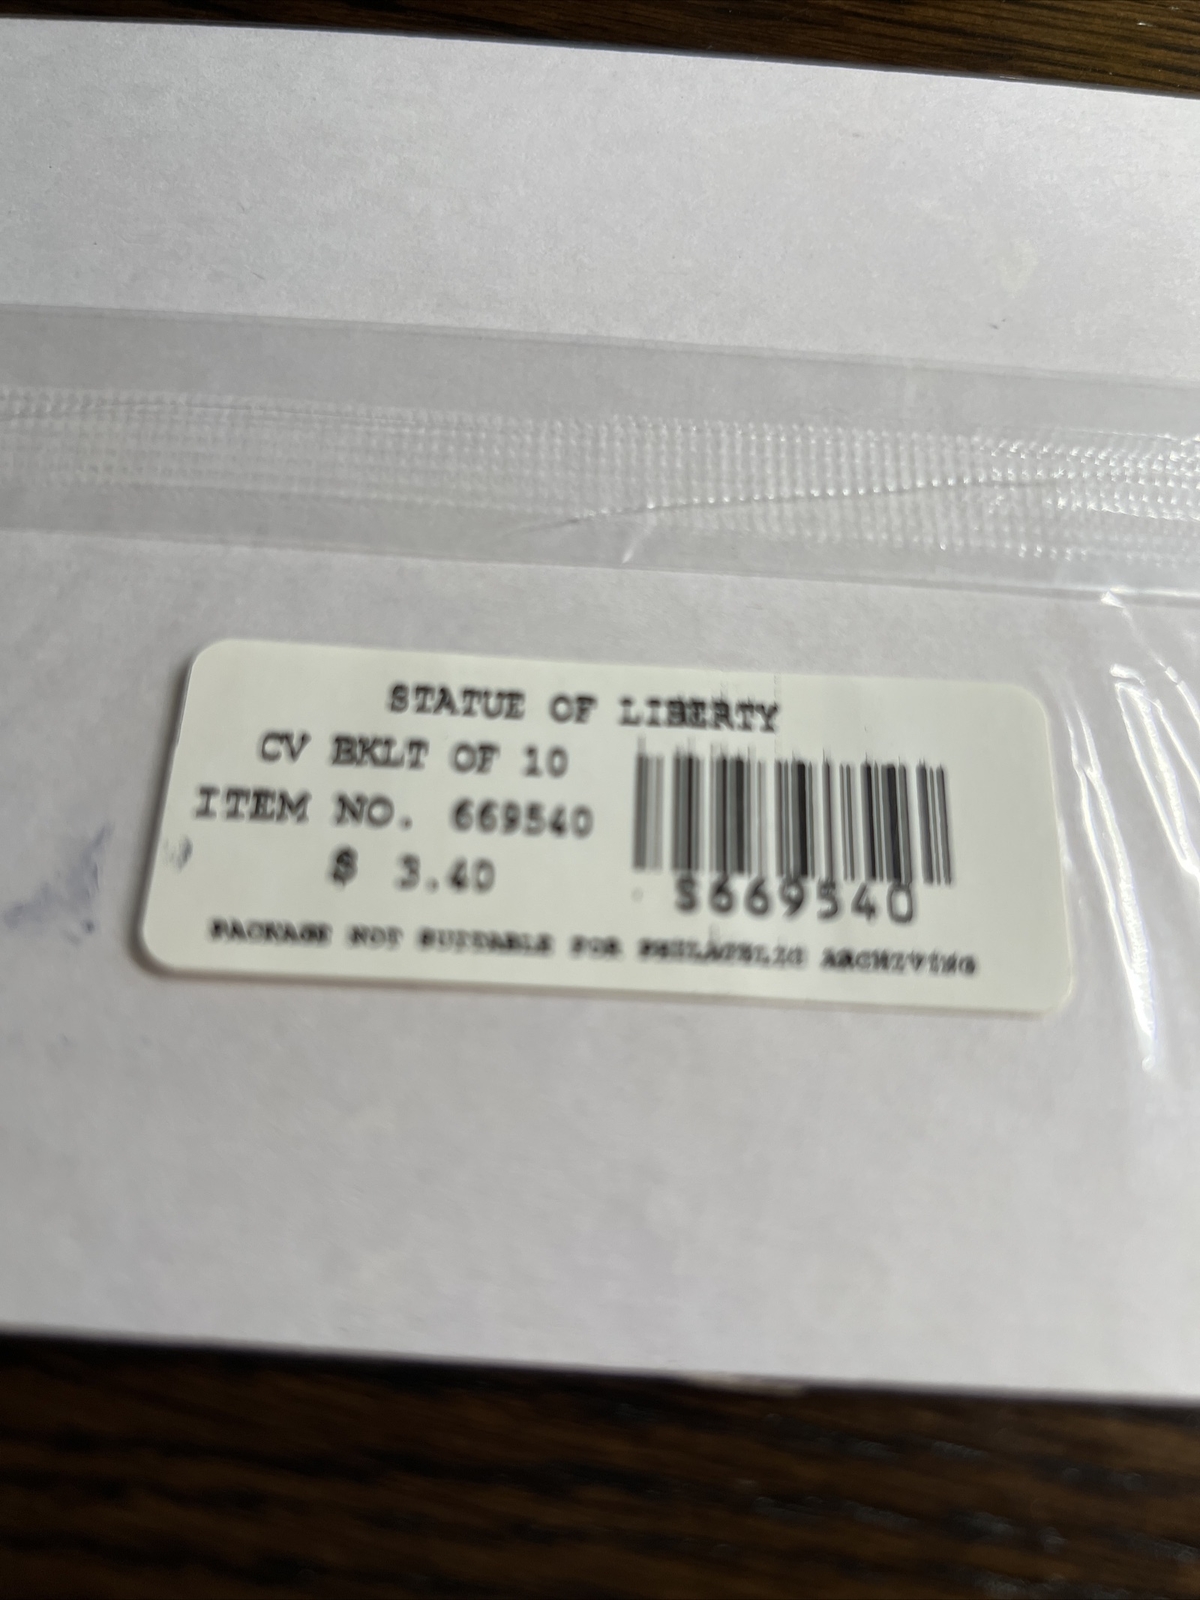 STATUE OF LIBERTY
CV BKLT OF 10
ITEM NO. 669540
$ 3.40
S669540
PACKAGE NOT SUITABLE FOR PHILATELIC ARCHIVING